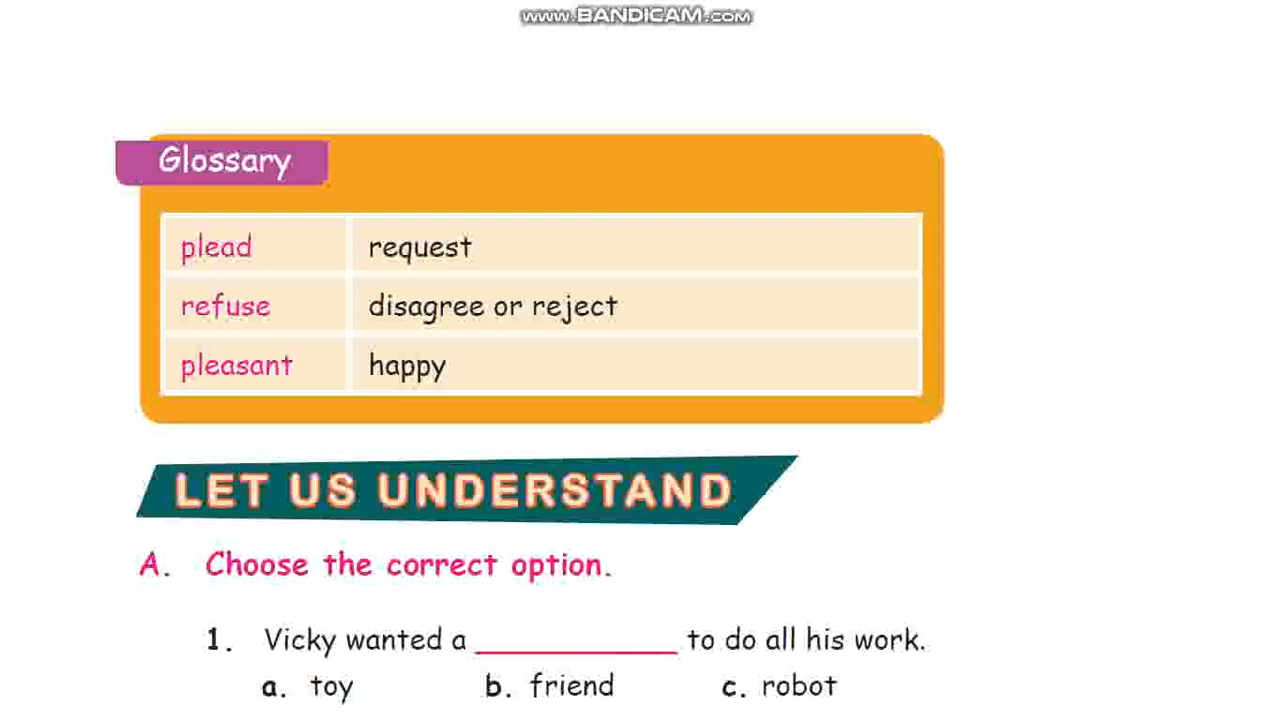 www.BANDICAM.com
Glossary
plead request
refuse disagree or reject
pleasant happy
LET US UNDERSTAND
A. Choose the correct option.
1. Vicky wanted a ____________ to do all his work.
a. toy b. friend c. robot